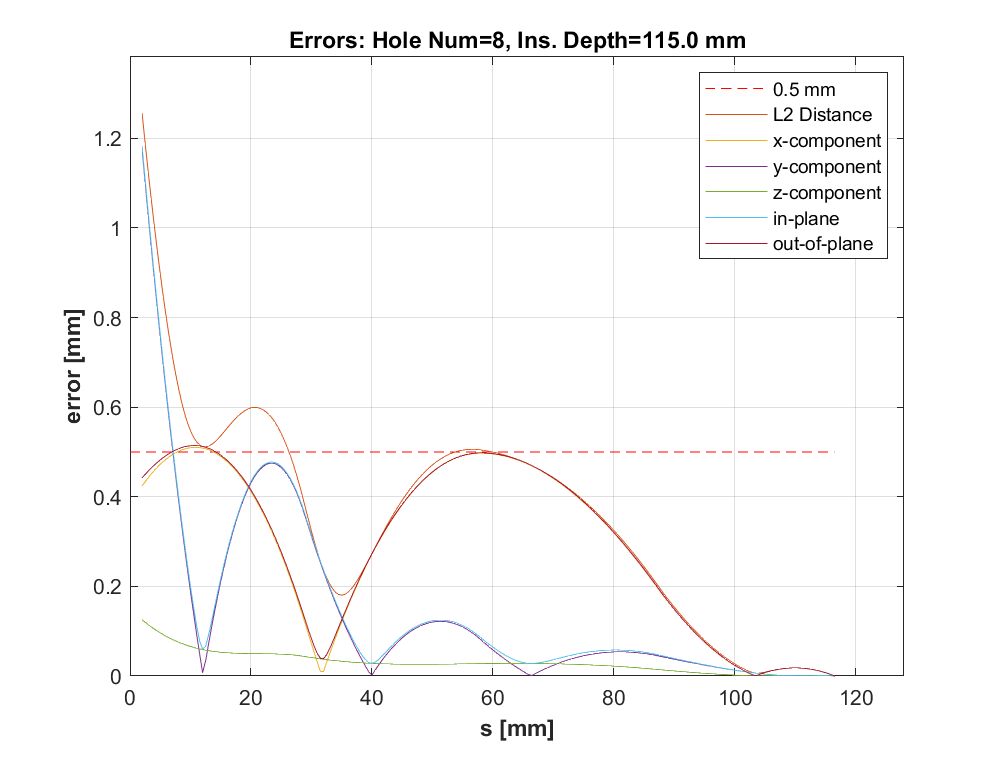 Errors: Hole Num=8, Ins. Depth=115.0 mm
0.5 mm
L2 Distance
x-component
y-component
z-component
in-plane
out-of-plane
error [mm]
1.2
1
0.8
0.6
0.4
0.2
0
0 20 40 60 80 100 120
s [mm]